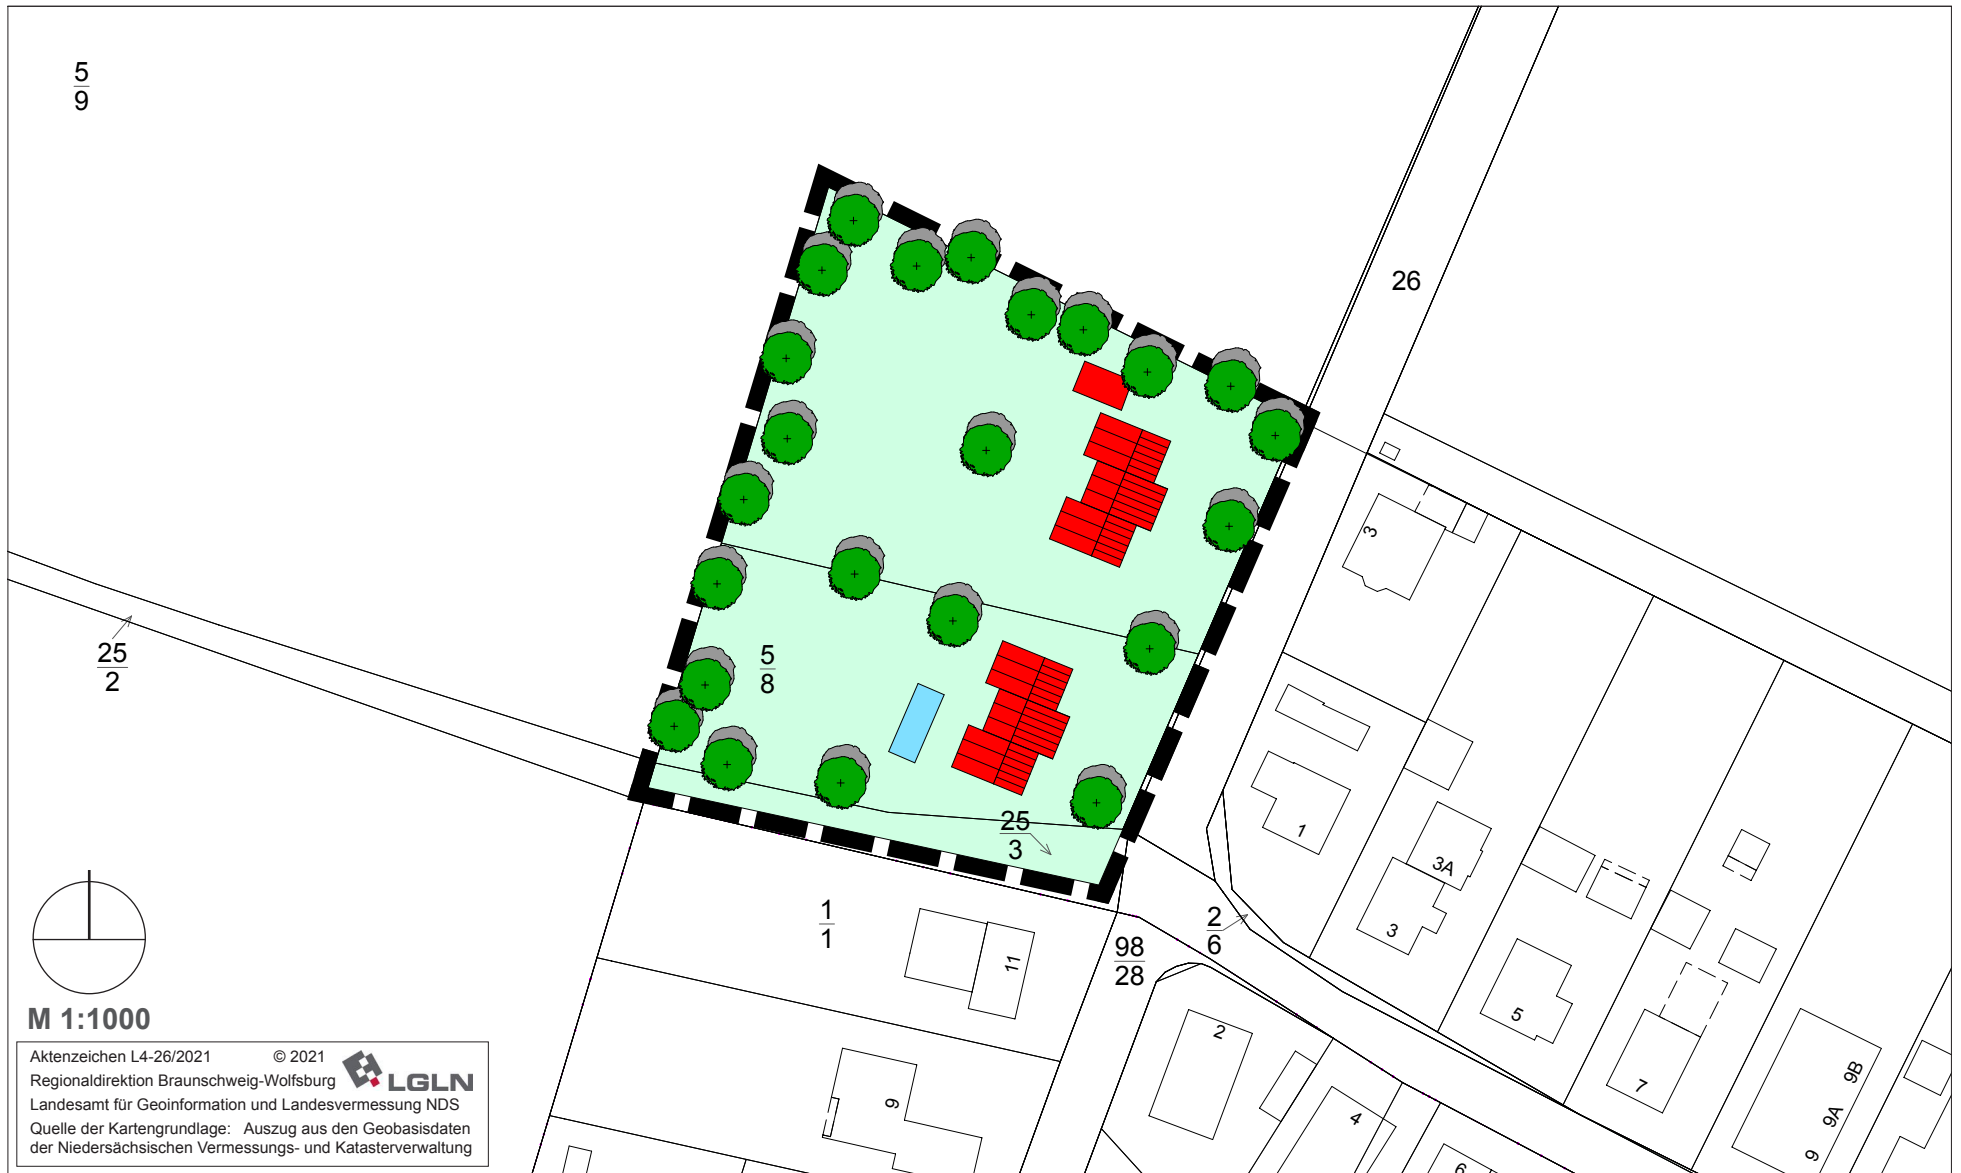 5
9
26
3
25
2
5
8
25
3
1
3A
3
1
1
2
6
98
28
11
5
2
7
9B
9A
9
9
4
6
M 1:1000
Aktenzeichen L4-26/2021 © 2021
Regionaldirektion Braunschweig-Wolfsburg
LGLN
Landesamt für Geoinformation und Landesvermessung NDS
Quelle der Kartengrundlage: Auszug aus den Geobasisdaten
der Niedersächsischen Vermessungs- und Katasterverwaltung